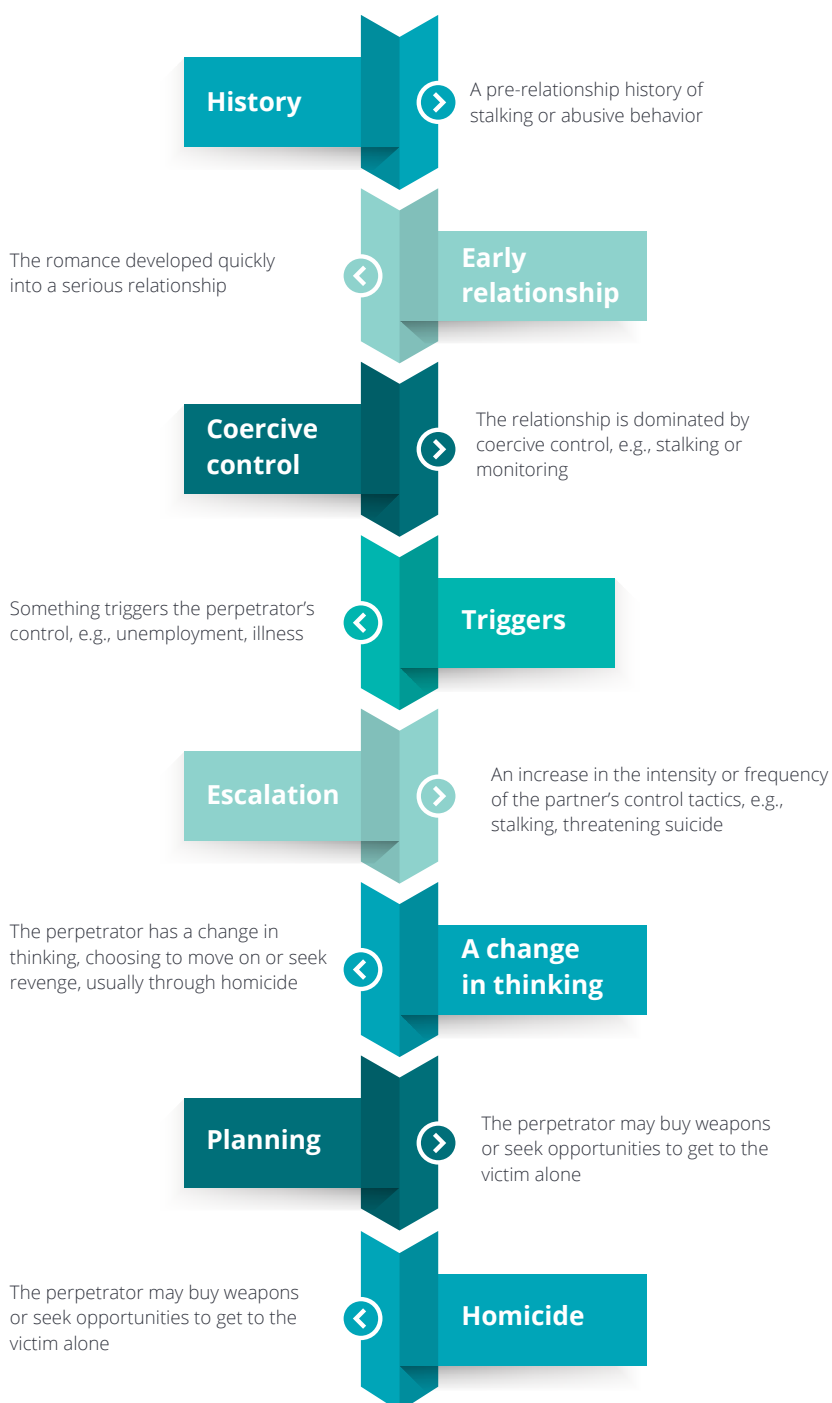 History
A pre-relationship history of
stalking or abusive behavior
Early
relationship
The romance developed quickly
into a serious relationship
Coercive
control
The relationship is dominated by
coercive control, e.g., stalking or
monitoring
Triggers
Something triggers the perpetrator’s
control, e.g., unemployment, illness
Escalation
An increase in the intensity or frequency
of the partner’s control tactics, e.g.,
stalking, threatening suicide
A change
in thinking
The perpetrator has a change in
thinking, choosing to move on or seek
revenge, usually through homicide
Planning
The perpetrator may buy weapons
or seek opportunities to get to the
victim alone
Homicide
The perpetrator may buy weapons
or seek opportunities to get to the
victim alone